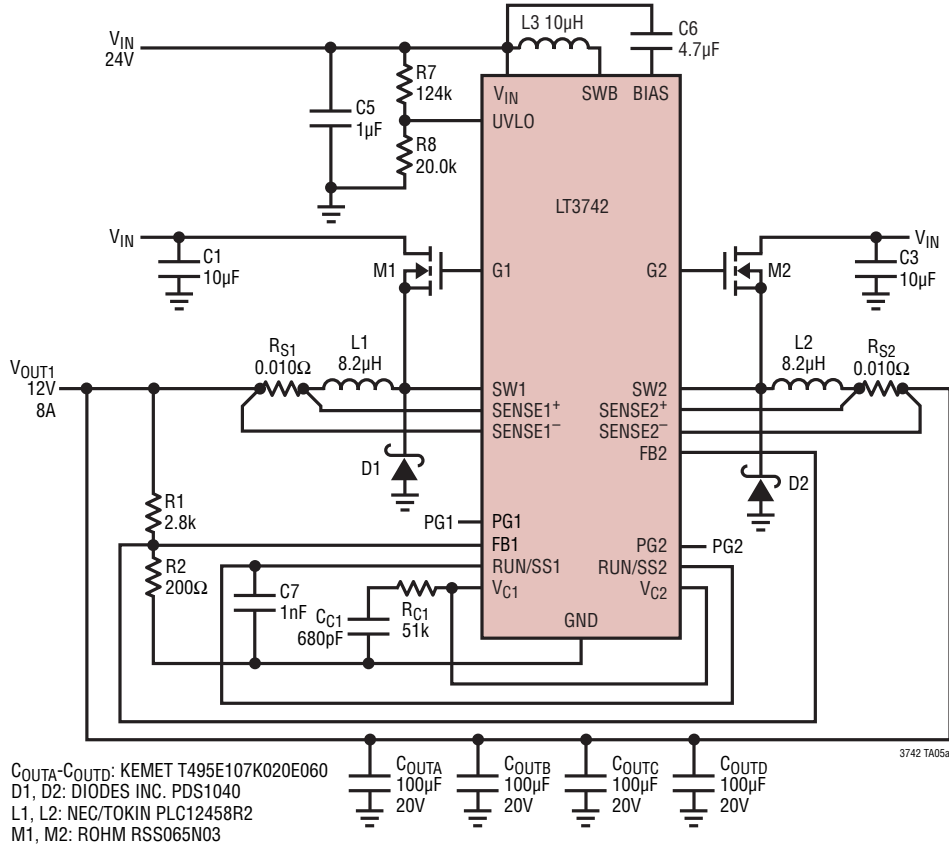 L3 10µH
C6
4.7µF
VIN
24V
R7
124k
C5
1µF
R8
20.0k
VIN SWB BIAS
UVLO
LT3742
VIN
C1
10µF
M1
G1
G2
M2
VIN
C3
10µF
VOUT1
12V
8A
RS1
0.010Ω
L1
8.2µH
SW1
SENSE1+
SENSE1–
SW2
SENSE2+
SENSE2–
FB2
L2
8.2µH
RS2
0.010Ω
D1
D2
R1
2.8k
R2
200Ω
PG1
PG1
FB1
RUN/SS1
VC1
PG2
PG2
RUN/SS2
VC2
GND
C7
1nF
CC1
680pF
RC1
51k
3742 TA05a
COUTA
100µF
20V
COUTB
100µF
20V
COUTC
100µF
20V
COUTD
100µF
20V
COUTA-COUTD: KEMET T495E107K020E060
D1, D2: DIODES INC. PDS1040
L1, L2: NEC/TOKIN PLC12458R2
M1, M2: ROHM RSS065N03